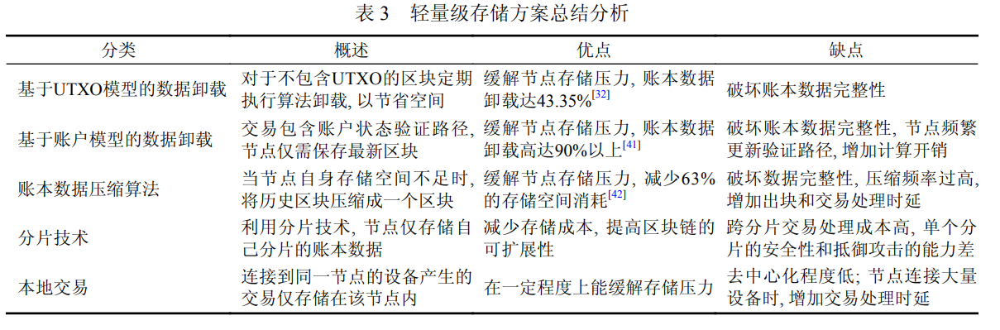 表 3 轻量级存储方案总结分析
分类 概述 优点 缺点
基于UTXO模型的数据卸载
对于不包含UTXO的区块定期
执行算法卸载, 以节省空间
缓解节点存储压力, 账本数据
卸载达43.35%[32]
破坏账本数据完整性
基于账户模型的数据卸载
交易包含账户状态验证路径,
节点仅需保存最新区块
缓解节点存储压力, 账本数据
卸载高达90%以上[41]
破坏账本数据完整性, 节点频繁
更新验证路径, 增加计算开销
账本数据压缩算法
当节点自身存储空间不足时,
将历史区块压缩成一个区块
缓解节点存储压力, 减少63%
的存储空间消耗[42]
破坏数据完整性, 压缩频率过高,
增加出块和交易处理时延
分片技术
利用分片技术, 节点仅存储自
己分片的账本数据
减少存储成本, 提高区块链的
可扩展性
跨分片交易处理成本高, 单个分
片的安全性和抵御攻击的能力差
本地交易
连接到同一节点的设备产生的
交易仅存储在该节点内
在一定程度上能缓解存储压力
去中心化程度低; 节点连接大量
设备时, 增加交易处理时延